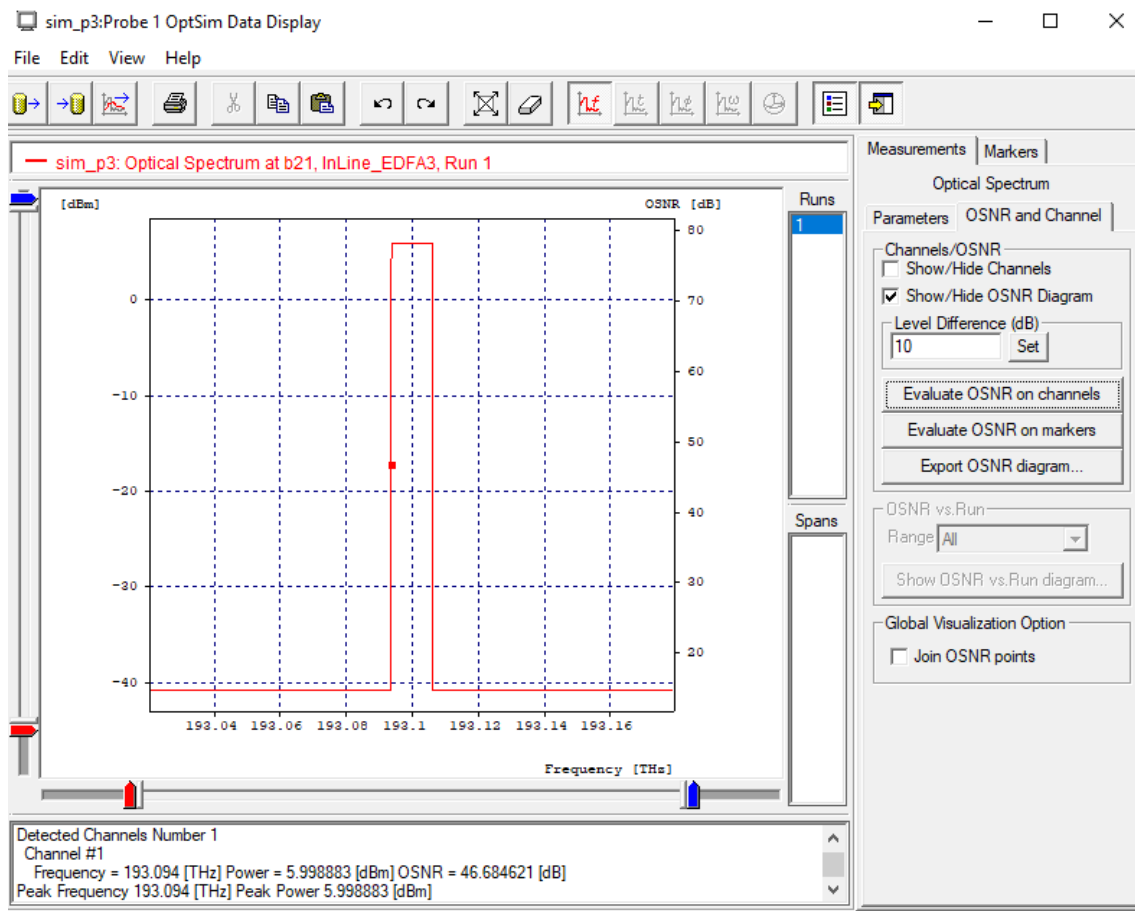 sim_p3:Probe 1 OptSim Data Display
File Edit View Help
sim_p3: Optical Spectrum at b21, InLine_EDFA3, Run 1
[dBm]
OSNR [dB]
0
-10
-20
-30
-40
80
70
60
50
40
30
20
193.04 193.06 193.08 193.1 193.12 193.14 193.16
Frequency [THz]
Runs
1
Spans
Measurements Markers
Optical Spectrum
Parameters OSNR and Channel
Channels/OSNR
Show/Hide Channels
Show/Hide OSNR Diagram
Level Difference (dB)
10 Set
Evaluate OSNR on channels
Evaluate OSNR on markers
Export OSNR diagram...
OSNR vs.Run
Range All
Show OSNR vs.Run diagram...
Global Visualization Option
Join OSNR points
Detected Channels Number 1
Channel #1
Frequency = 193.094 [THz] Power = 5.998883 [dBm] OSNR = 46.684621 [dB]
Peak Frequency 193.094 [THz] Peak Power 5.998883 [dBm]